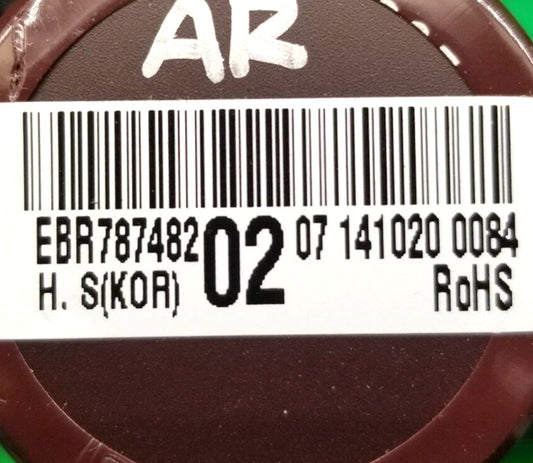 AR
EBR787482 02 07 141020 0084
H. S(KOR) RoHS